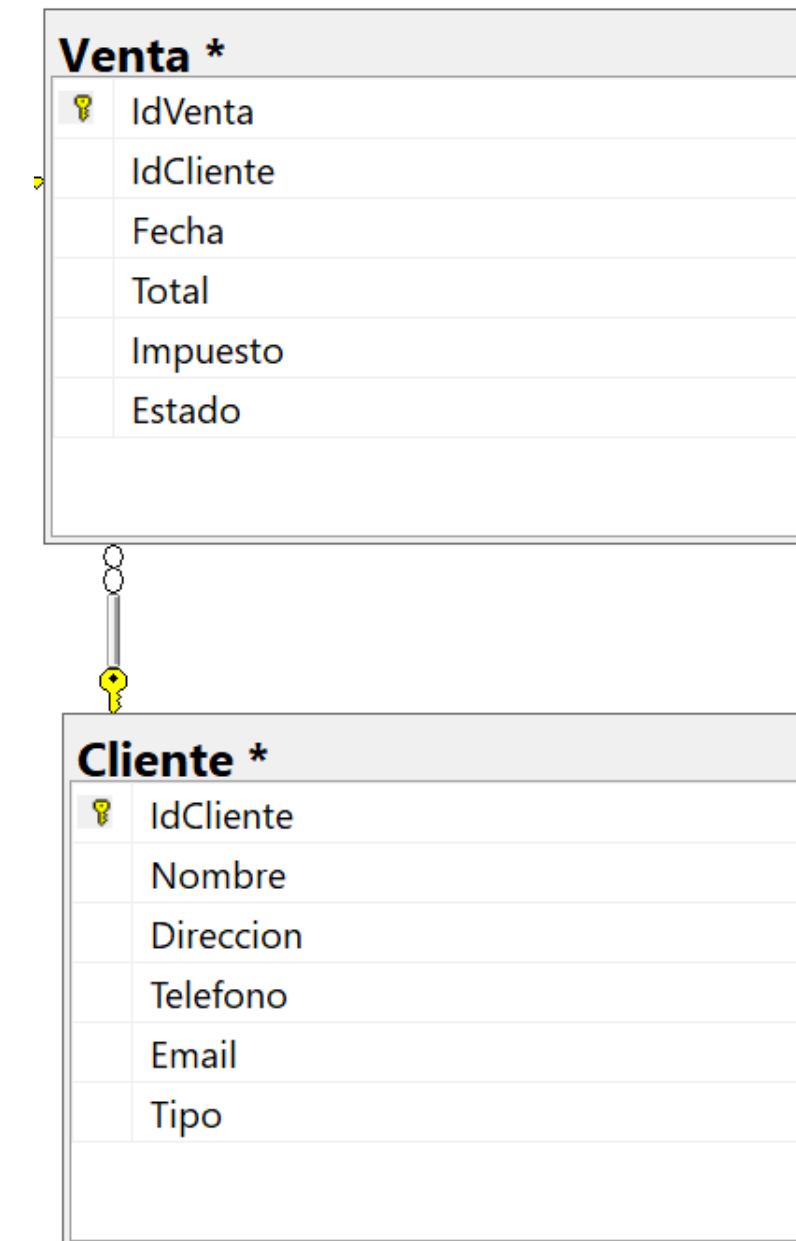 Venta *
IdVenta
IdCliente
Fecha
Total
Impuesto
Estado
Cliente *
IdCliente
Nombre
Direccion
Telefono
Email
Tipo